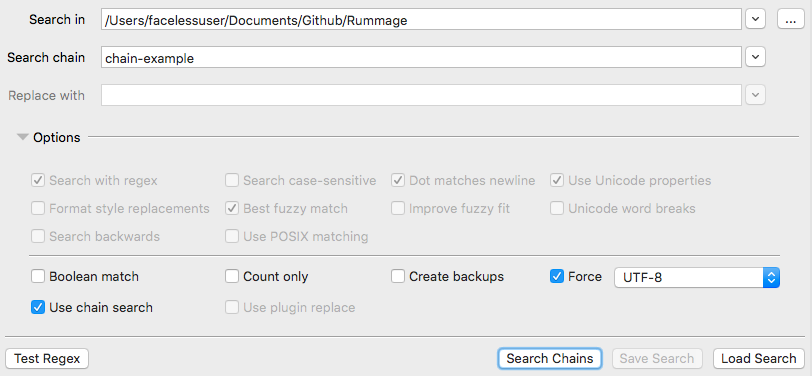 Search in /Users/facelessuser/Documents/Github/Rummage ...
Search chain chain-example
Replace with
Options
Search with regex Search case-sensitive Dot matches newline Use Unicode properties
Format style replacements Best fuzzy match Improve fuzzy fit Unicode word breaks
Search backwards Use POSIX matching
Boolean match Count only Create backups Force UTF-8
Use chain search Use plugin replace
Test Regex Search Chains Save Search Load Search